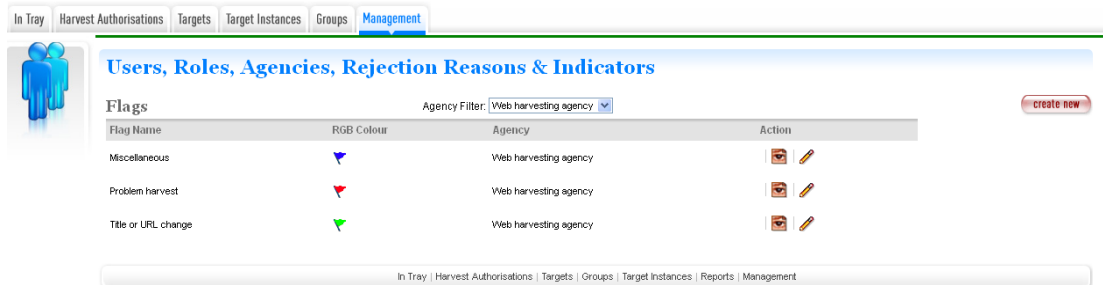 In Tray Harvest Authorisations Targets Target Instances Groups Management
Users, Roles, Agencies, Rejection Reasons & Indicators
Flags Agency Filter: Web harvesting agency create new
Flag Name RGB Colour Agency Action
Miscellaneous Web harvesting agency
Problem harvest Web harvesting agency
Title or URL change Web harvesting agency
In Tray | Harvest Authorisations | Targets | Groups | Target Instances | Reports | Management